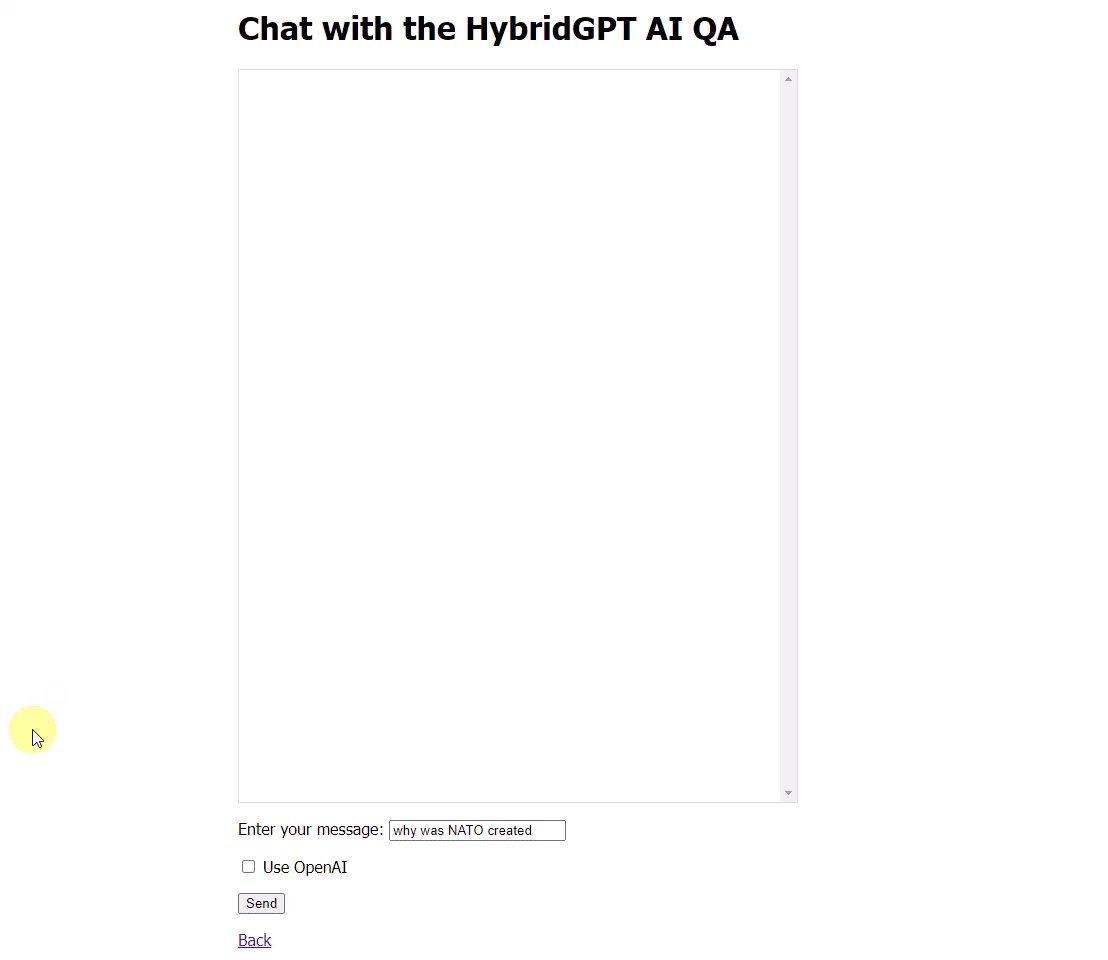 Chat with the HybridGPT AI QA
Enter your message: why was NATO created
Use OpenAI
Send
Back